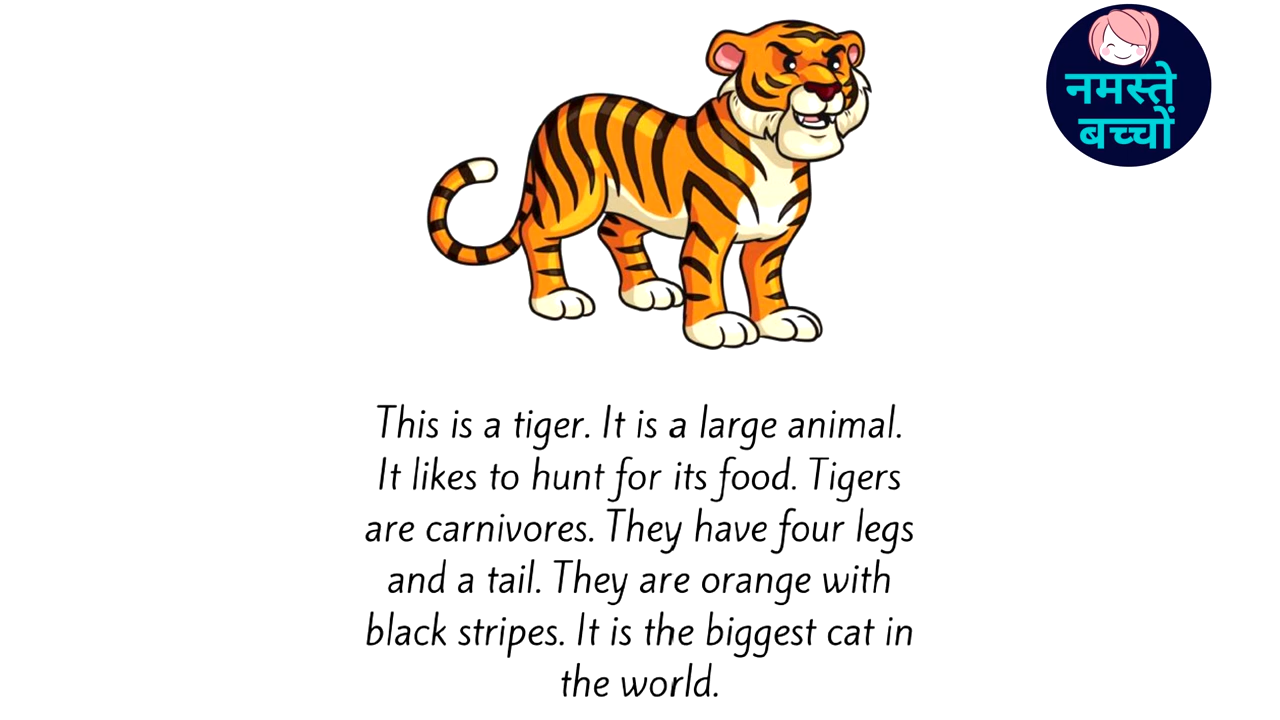 नमस्ते
बच्चों
This is a tiger. It is a large animal.
It likes to hunt for its food. Tigers
are carnivores. They have four legs
and a tail. They are orange with
black stripes. It is the biggest cat in
the world.